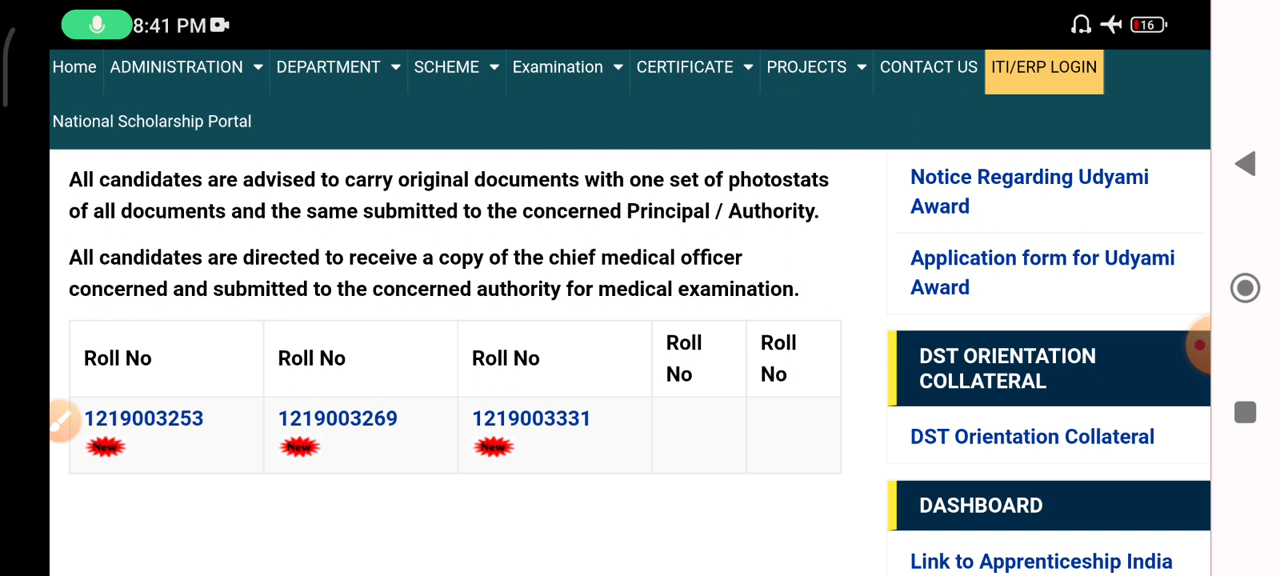 8:41 PM
16
Home ADMINISTRATION DEPARTMENT SCHEME Examination CERTIFICATE PROJECTS CONTACT US ITI/ERP LOGIN
National Scholarship Portal
All candidates are advised to carry original documents with one set of photostats
of all documents and the same submitted to the concerned Principal / Authority.
All candidates are directed to receive a copy of the chief medical officer
concerned and submitted to the concerned authority for medical examination.
Roll No Roll No Roll No Roll No Roll No
1219003253 1219003269 1219003331
New New New
Notice Regarding Udyami
Award
Application form for Udyami
Award
DST ORIENTATION
COLLATERAL
DST Orientation Collateral
DASHBOARD
Link to Apprenticeship India